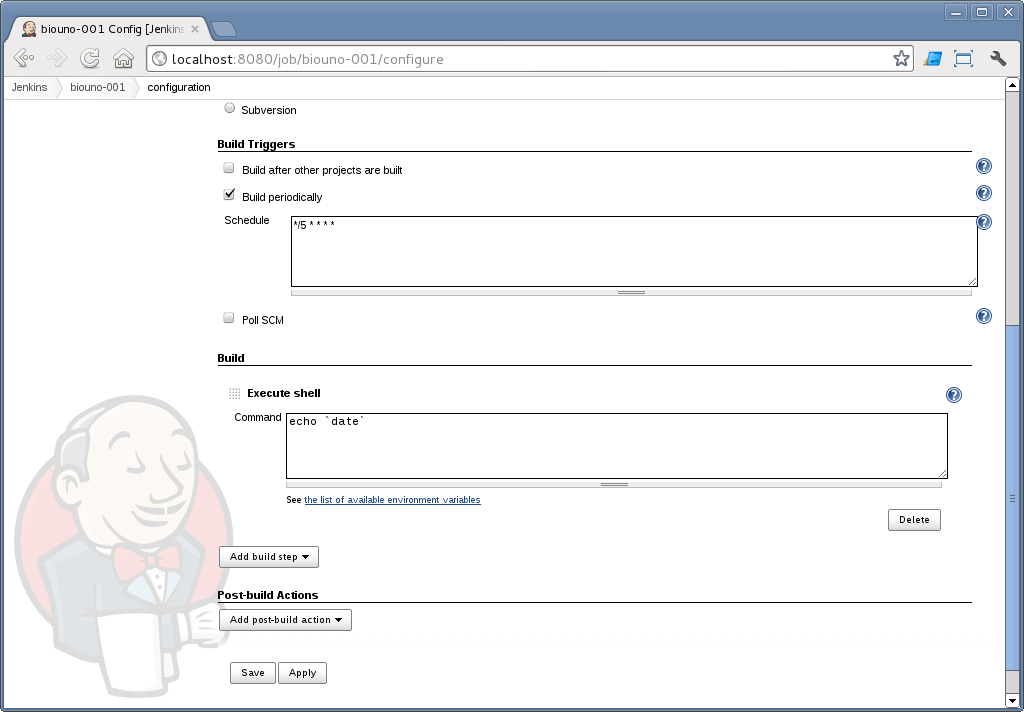 biouno-001 Config [Jenkins
localhost:8080/job/biouno-001/configure
Jenkins biouno-001 configuration
Subversion
Build Triggers
Build after other projects are built
Build periodically
Schedule */5 * * * *
Poll SCM
Build
Execute shell
Command echo `date`
See the list of available environment variables
Delete
Add build step
Post-build Actions
Add post-build action
Save Apply